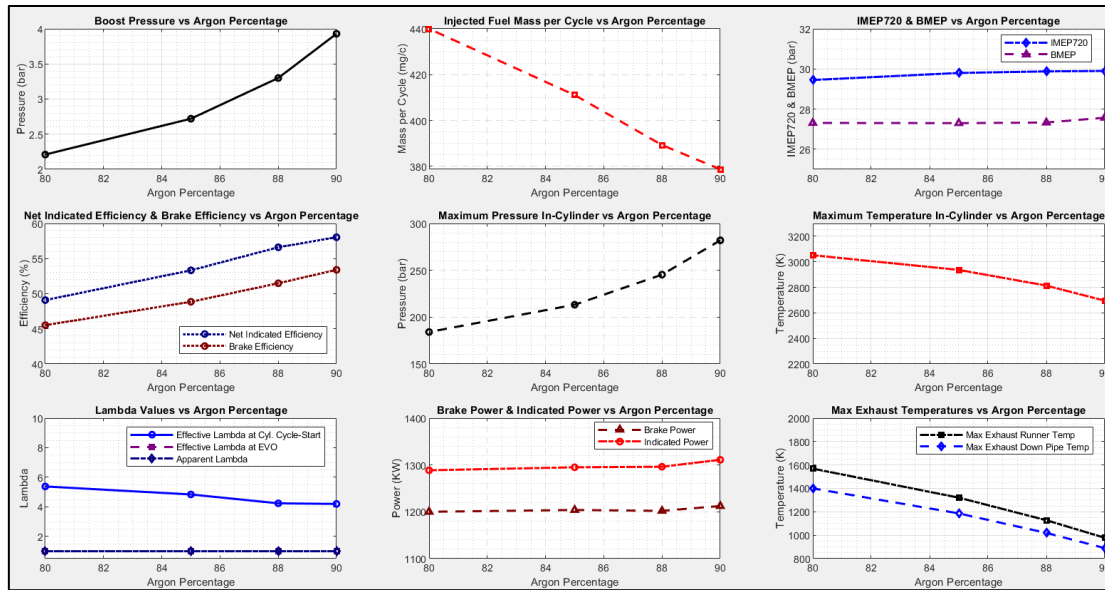 Boost Pressure vs Argon Percentage
Pressure (bar)
4
3.5
3
2.5
2
80 82 84 86 88 90
Argon Percentage
Injected Fuel Mass per Cycle vs Argon Percentage
Mass per Cycle (mg/c)
440
420
400
380
80 82 84 86 88 90
Argon Percentage
IMEP720 & BMEP vs Argon Percentage
IMEP720 & BMEP (bar)
32
30
28
26
IMEP720
BMEP
80 82 84 86 88 90
Argon Percentage
Net Indicated Efficiency & Brake Efficiency vs Argon Percentage
Efficiency (%)
60
55
50
45
40
Net Indicated Efficiency
Brake Efficiency
80 82 84 86 88 90
Argon Percentage
Maximum Pressure In-Cylinder vs Argon Percentage
Pressure (bar)
300
250
200
150
80 82 84 86 88 90
Argon Percentage
Maximum Temperature In-Cylinder vs Argon Percentage
Temperature (K)
3200
3000
2800
2600
2400
2200
80 82 84 86 88 90
Argon Percentage
Lambda Values vs Argon Percentage
Lambda
10
8
6
4
2
Effective Lambda at Cyl. Cycle-Start
Effective Lambda at EVO
Apparent Lambda
80 82 84 86 88 90
Argon Percentage
Brake Power & Indicated Power vs Argon Percentage
Power (KW)
1400
1300
1200
1100
Brake Power
Indicated Power
80 82 84 86 88 90
Argon Percentage
Max Exhaust Temperatures vs Argon Percentage
Temperature (K)
2000
1800
1600
1400
1200
1000
800
Max Exhaust Runner Temp
Max Exhaust Down Pipe Temp
80 82 84 86 88 90
Argon Percentage